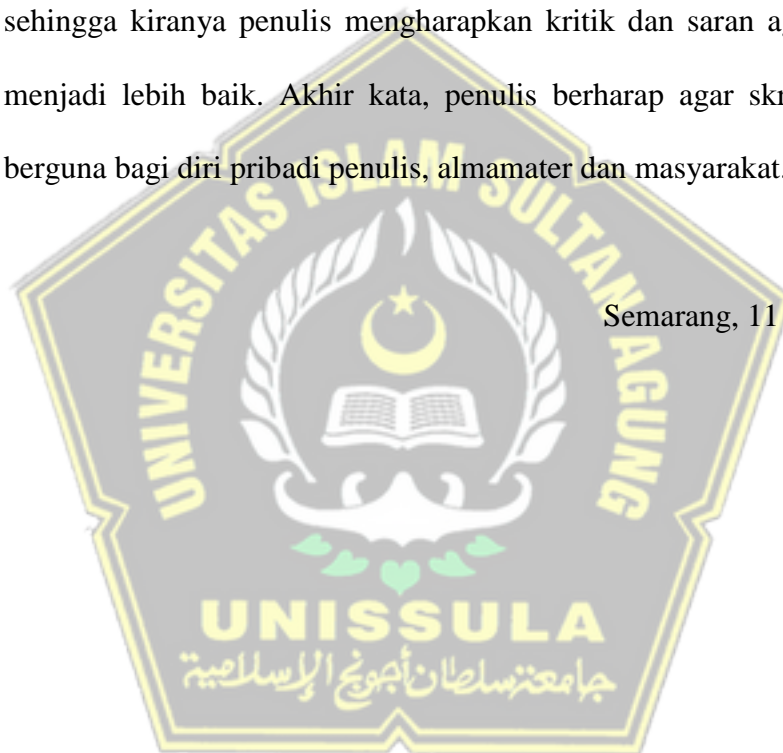 sehingga kiranya penulis mengharapkan kritik dan saran
menjadi lebih baik. Akhir kata, penulis berharap agar
berguna bagi diri pribadi penulis, almamater dan masyarakat.
Semarang, 11
UNIVERSITAS ISLAM SULTAN AGUNG
UNISSULA
جامعة سلطان أجونج الإسلامية